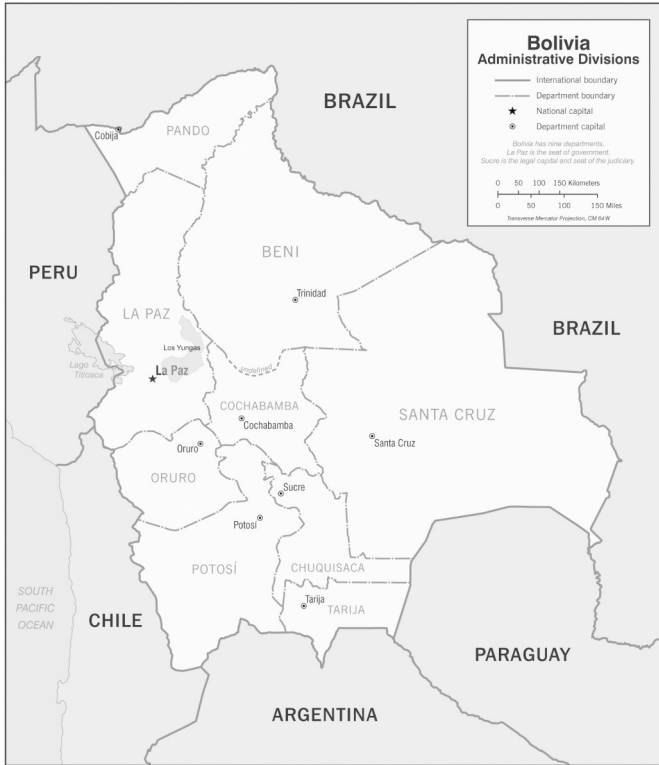 Bolivia
Administrative Divisions
International boundary
Department boundary
National capital
Department capital
Bolivia has nine departments.
La Paz is the seat of government.
Sucre is the legal capital and seat of the judiciary.
0 50 100 150 Kilometers
0 50 100 150 Miles
Transverse Mercator Projection, CM 64W
BRAZIL
Cobija
PANDO
BENI
PERU
Trinidad
LA PAZ
BRAZIL
Los Yungas
Lago
Titicaca
La Paz
undefined
COCHABAMBA
Cochabamba
SANTA CRUZ
Santa Cruz
Oruro
ORURO
Sucre
Potosí
POTOSÍ
CHUQUISACA
SOUTH
PACIFIC
OCEAN
CHILE
Tarija
TARIJA
PARAGUAY
ARGENTINA